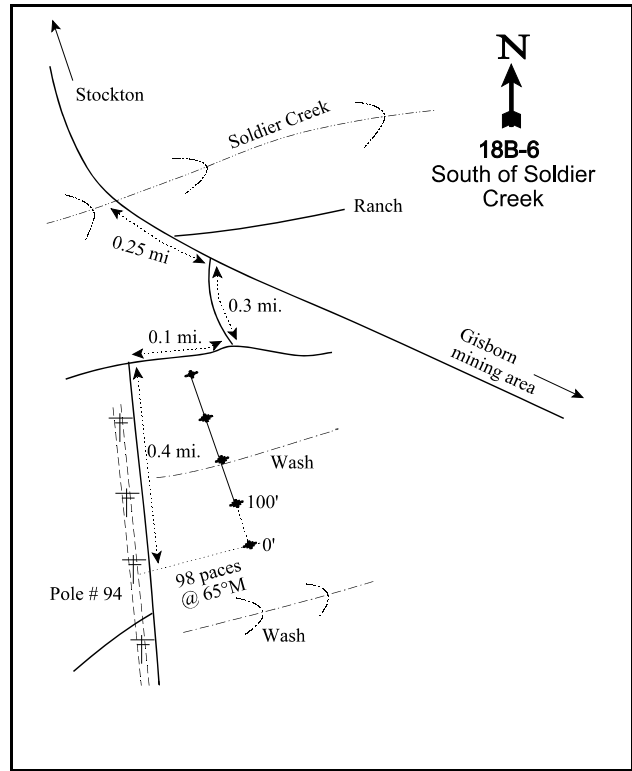 N
18B-6
South of Soldier
Creek
Stockton
Soldier Creek
Ranch
0.25 mi
0.3 mi.
0.1 mi.
Gisborn
mining area
0.4 mi.
Wash
100'
0'
98 paces
@ 65°M
Pole # 94
Wash